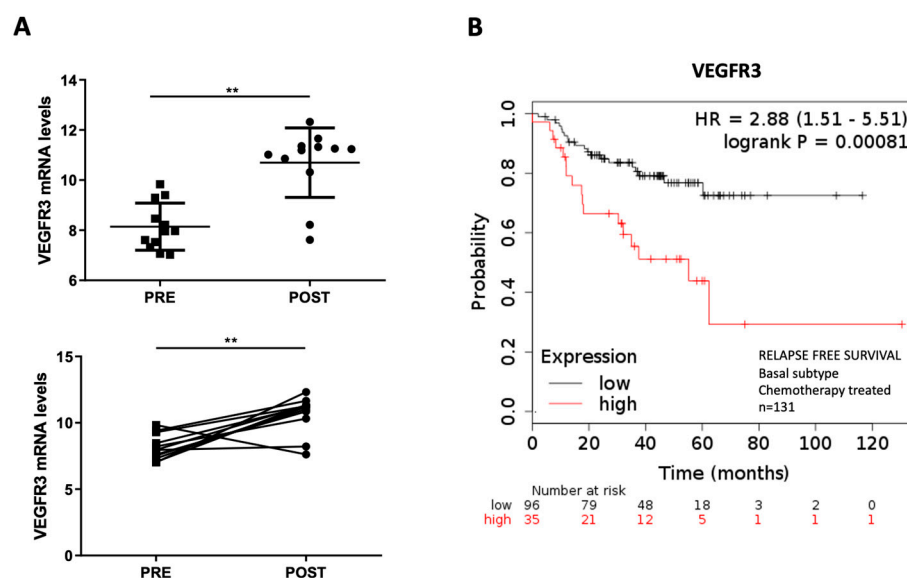 A
VEGFR3 mRNA levels
14
12
10
8
6
**
PRE
POST
VEGFR3 mRNA levels
15
10
5
0
**
PRE
POST
B
VEGFR3
HR = 2.88 (1.51 - 5.51)
logrank P = 0.00081
Probability
1.0
0.8
0.6
0.4
0.2
0.0
Expression
low
high
RELAPSE FREE SURVIVAL
Basal subtype
Chemotherapy treated
n=131
0 20 40 60 80 100 120
Time (months)
Number at risk
low 96 79 48 18 3 2 0
high 35 21 12 5 1 1 1